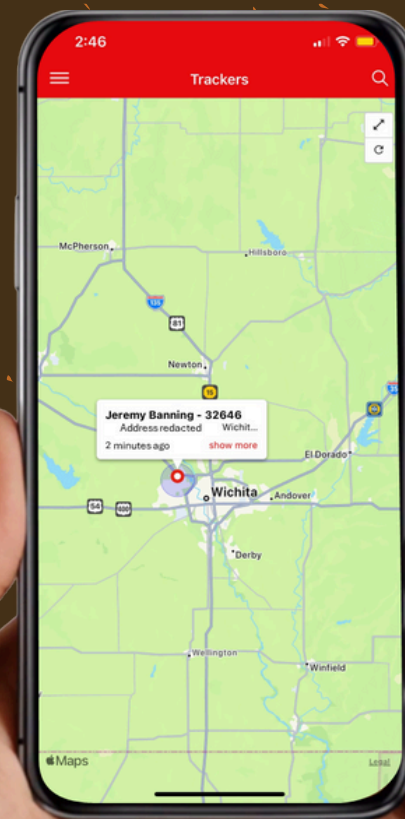 2:46
Trackers
McPherson
Hillsboro
135
81
Newton
15
Jeremy Banning - 32646
Address redacted Wichit...
2 minutes ago show more
El Dorado
Wichita
Andover
54
400
Derby
Wellington
Winfield
Maps
Legal